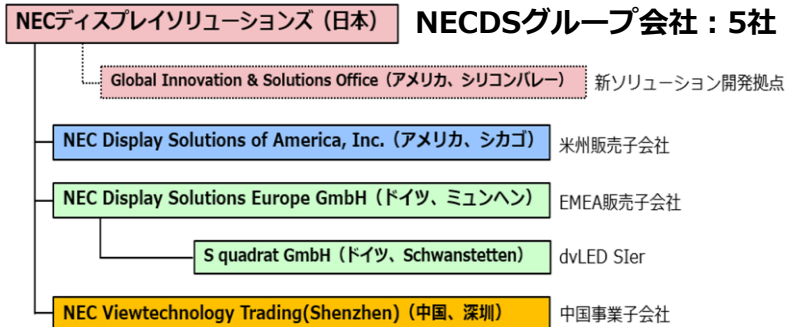 NECディスプレイソリューションズ（日本） NECDSグループ会社：5社
Global Innovation & Solutions Office（アメリカ、シリコンバレー） 新ソリューション開発拠点
NEC Display Solutions of America, Inc.（アメリカ、シカゴ） 米州販売子会社
NEC Display Solutions Europe GmbH（ドイツ、ミュンヘン） EMEA販売子会社
S quadrat GmbH（ドイツ、Schwanstetten） dvLED SIer
NEC Viewtechnology Trading(Shenzhen)（中国、深圳） 中国事業子会社